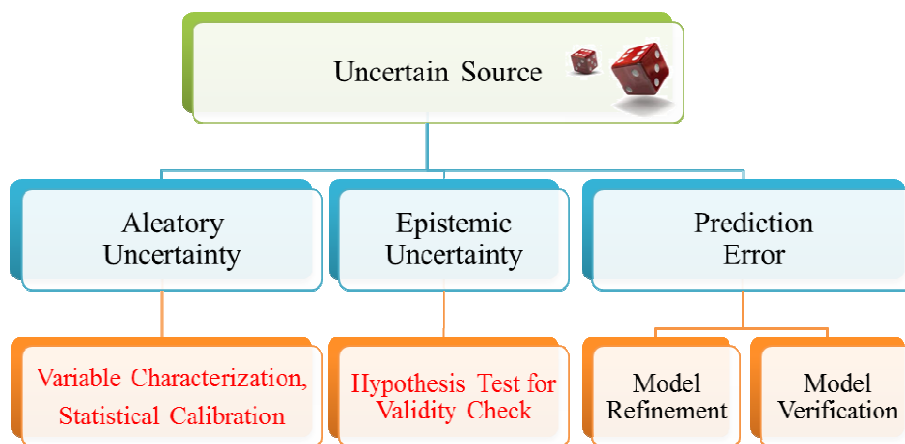 Uncertain Source
Aleatory
Uncertainty
Epistemic
Uncertainty
Prediction
Error
Variable Characterization,
Statistical Calibration
Hypothesis Test for
Validity Check
Model
Refinement
Model
Verification